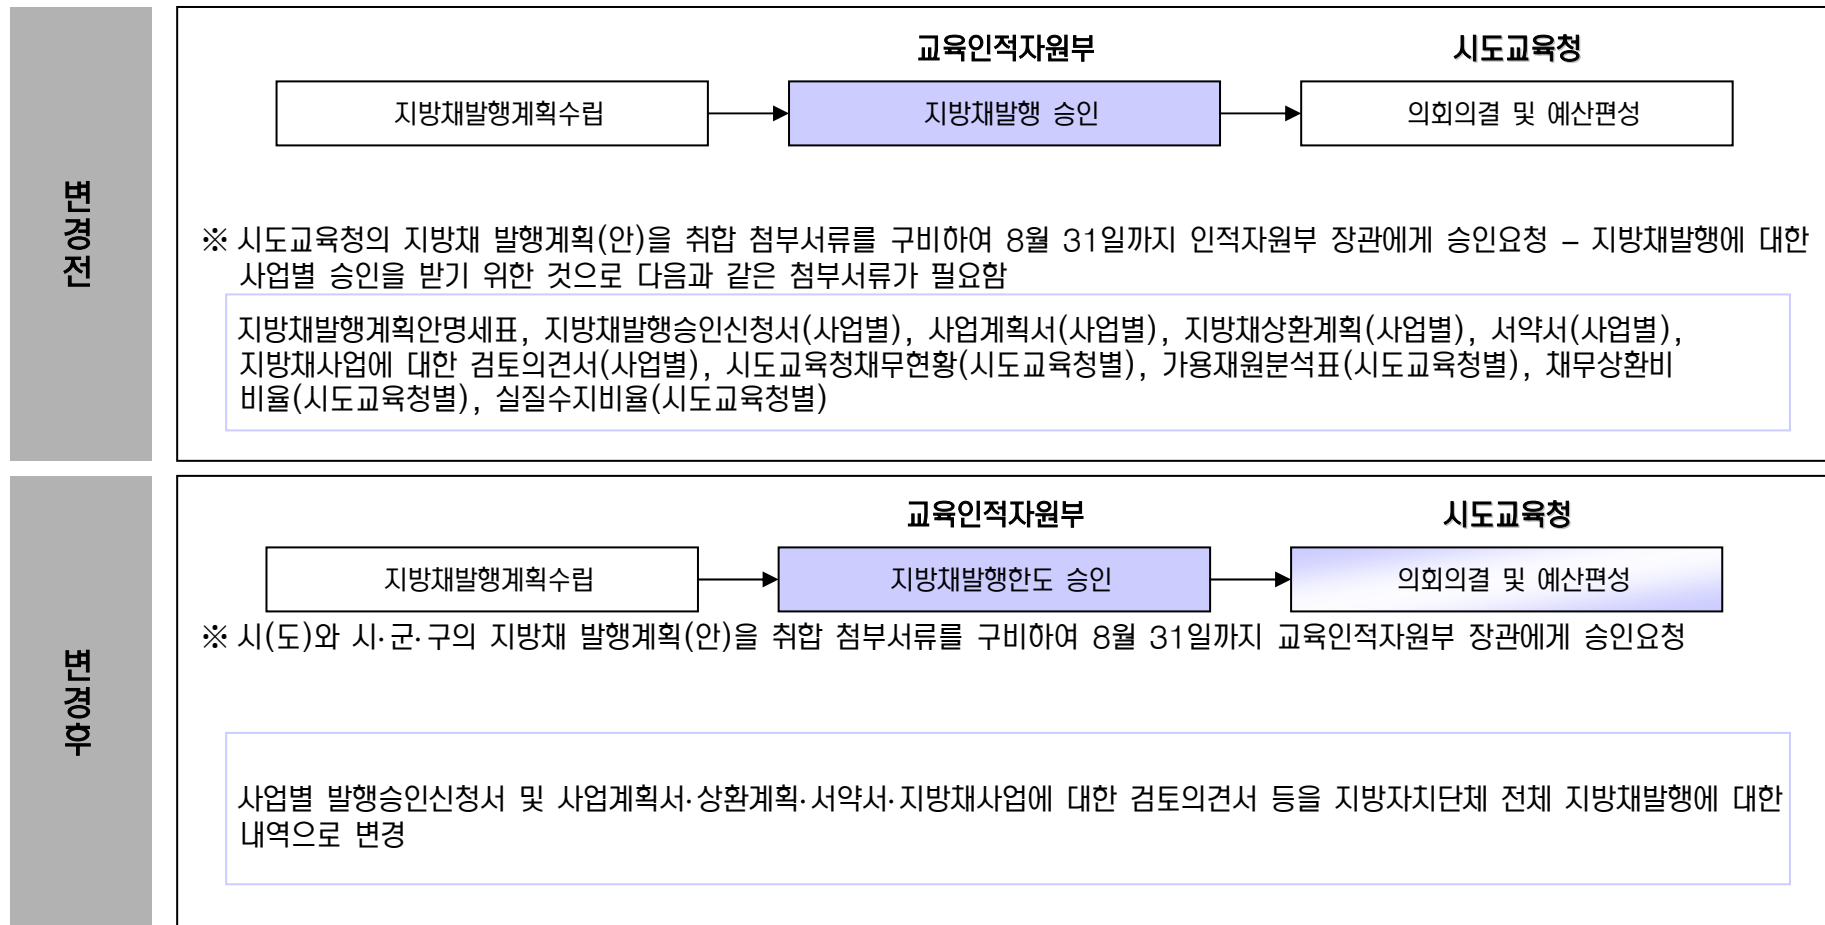 변경전
교육인적자원부
시도교육청
지방채발행계획수립
지방채발행 승인
의회의결 및 예산편성
※ 시도교육청의 지방채 발행계획(안)을 취합 첨부서류를 구비하여 8월 31일까지 인적자원부 장관에게 승인요청 – 지방채발행에 대한
사업별 승인을 받기 위한 것으로 다음과 같은 첨부서류가 필요함
지방채발행계획안명세표, 지방채발행승인신청서(사업별), 사업계획서(사업별), 지방채상환계획(사업별), 서약서(사업별),
지방채사업에 대한 검토의견서(사업별), 시도교육청채무현황(시도교육청별), 가용재원분석표(시도교육청별), 채무상환비
비율(시도교육청별), 실질수지비율(시도교육청별)
변경후
교육인적자원부
시도교육청
지방채발행계획수립
지방채발행한도 승인
의회의결 및 예산편성
※ 시(도)와 시·군·구의 지방채 발행계획(안)을 취합 첨부서류를 구비하여 8월 31일까지 교육인적자원부 장관에게 승인요청
사업별 발행승인신청서 및 사업계획서·상환계획·서약서·지방채사업에 대한 검토의견서 등을 지방자치단체 전체 지방채발행에 대한
내역으로 변경